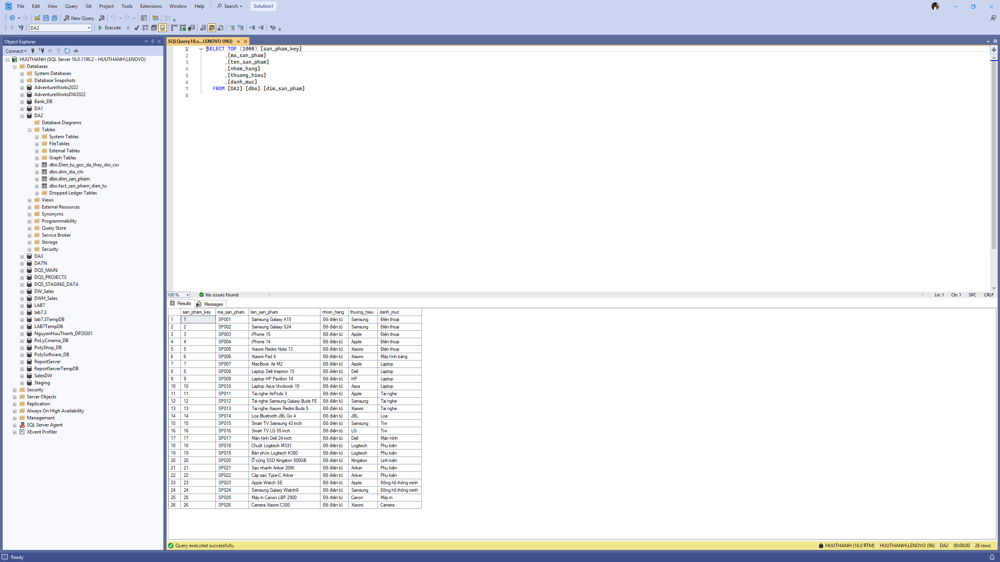 File Edit View Query Git Project Tools Extensions Window Help Search Solution1
New Query
DA2 Execute
Object Explorer
Connect
HUUTHANH (SQL Server 16.0.1190.2 - HUUTHANH\LENOVO)
Databases
System Databases
Database Snapshots
AdventureWorks2022
AdventureWorksDW2022
Bank_DB
DA1
DA2
Database Diagrams
Tables
System Tables
FileTables
External Tables
Graph Tables
dbo.Dien_tu_goc_da_thay_doi_csv
dbo.dim_dia_chi
dbo.dim_san_pham
dbo.fact_san_pham_dien_tu
Dropped Ledger Tables
Views
External Resources
Synonyms
Programmability
Query Store
Service Broker
Storage
Security
DA3
DATN
DQS_MAIN
DQS_PROJECTS
DQS_STAGING_DATA
DW_Sales
DWH_Sales
LAB7
lab7.3
lab7.3TempDB
LAB7TempDB
NguyenHuuThanh_DP20301
PoLyCinema_DB
PolyShop_DB
PolySoftware_DB
ReportServer
ReportServerTempDB
SalesDW
Staging
Security
Server Objects
Replication
Always On High Availability
Management
SQL Server Agent
XEvent Profiler
SQLQuery18.s...LENOVO (96))
1 SELECT TOP (1000) [san_pham_key]
2 ,[ma_san_pham]
3 ,[ten_san_pham]
4 ,[nhom_hang]
5 ,[thuong_hieu]
6 ,[danh_muc]
7 FROM [DA2].[dbo].[dim_san_pham]
8
100 % No issues found Ln: 1 Ch: 1 SPC CRLF
Results Messages
san_pham_key ma_san_pham ten_san_pham nhom_hang thuong_hieu danh_muc
1 1 SP001 Samsung Galaxy A15 Đồ điện tử Samsung Điện thoại
2 2 SP002 Samsung Galaxy S24 Đồ điện tử Samsung Điện thoại
3 3 SP003 iPhone 15 Đồ điện tử Apple Điện thoại
4 4 SP004 iPhone 14 Đồ điện tử Apple Điện thoại
5 5 SP005 Xiaomi Redmi Note 13 Đồ điện tử Xiaomi Điện thoại
6 6 SP006 Xiaomi Pad 6 Đồ điện tử Xiaomi Máy tính bảng
7 7 SP007 MacBook Air M2 Đồ điện tử Apple Laptop
8 8 SP008 Laptop Dell Inspiron 15 Đồ điện tử Dell Laptop
9 9 SP009 Laptop HP Pavilion 14 Đồ điện tử HP Laptop
10 10 SP010 Laptop Asus Vivobook 15 Đồ điện tử Asus Laptop
11 11 SP011 Tai nghe AirPods 3 Đồ điện tử Apple Tai nghe
12 12 SP012 Tai nghe Samsung Galaxy Buds FE Đồ điện tử Samsung Tai nghe
13 13 SP013 Tai nghe Xiaomi Redmi Buds 5 Đồ điện tử Xiaomi Tai nghe
14 14 SP014 Loa Bluetooth JBL Go 4 Đồ điện tử JBL Loa
15 15 SP015 Smart TV Samsung 43 inch Đồ điện tử Samsung Tivi
16 16 SP016 Smart TV LG 55 inch Đồ điện tử LG Tivi
17 17 SP017 Màn hình Dell 24 inch Đồ điện tử Dell Màn hình
18 18 SP018 Chuột Logitech M331 Đồ điện tử Logitech Phụ kiện
19 19 SP019 Bàn phím Logitech K380 Đồ điện tử Logitech Phụ kiện
20 20 SP020 Ổ cứng SSD Kingston 500GB Đồ điện tử Kingston Linh kiện
21 21 SP021 Sạc nhanh Anker 20W Đồ điện tử Anker Phụ kiện
22 22 SP022 Cáp sạc Type-C Anker Đồ điện tử Anker Phụ kiện
23 23 SP023 Apple Watch SE Đồ điện tử Apple Đồng hồ thông minh
24 24 SP024 Samsung Galaxy Watch6 Đồ điện tử Samsung Đồng hồ thông minh
25 25 SP025 Máy in Canon LBP 2900 Đồ điện tử Canon Máy in
26 26 SP026 Camera Xiaomi C300 Đồ điện tử Xiaomi Camera
Query executed successfully. HUUTHANH (16.0 RTM) HUUTHANH\LENOVO (96) DA2 00:00:00 26 rows
Ready